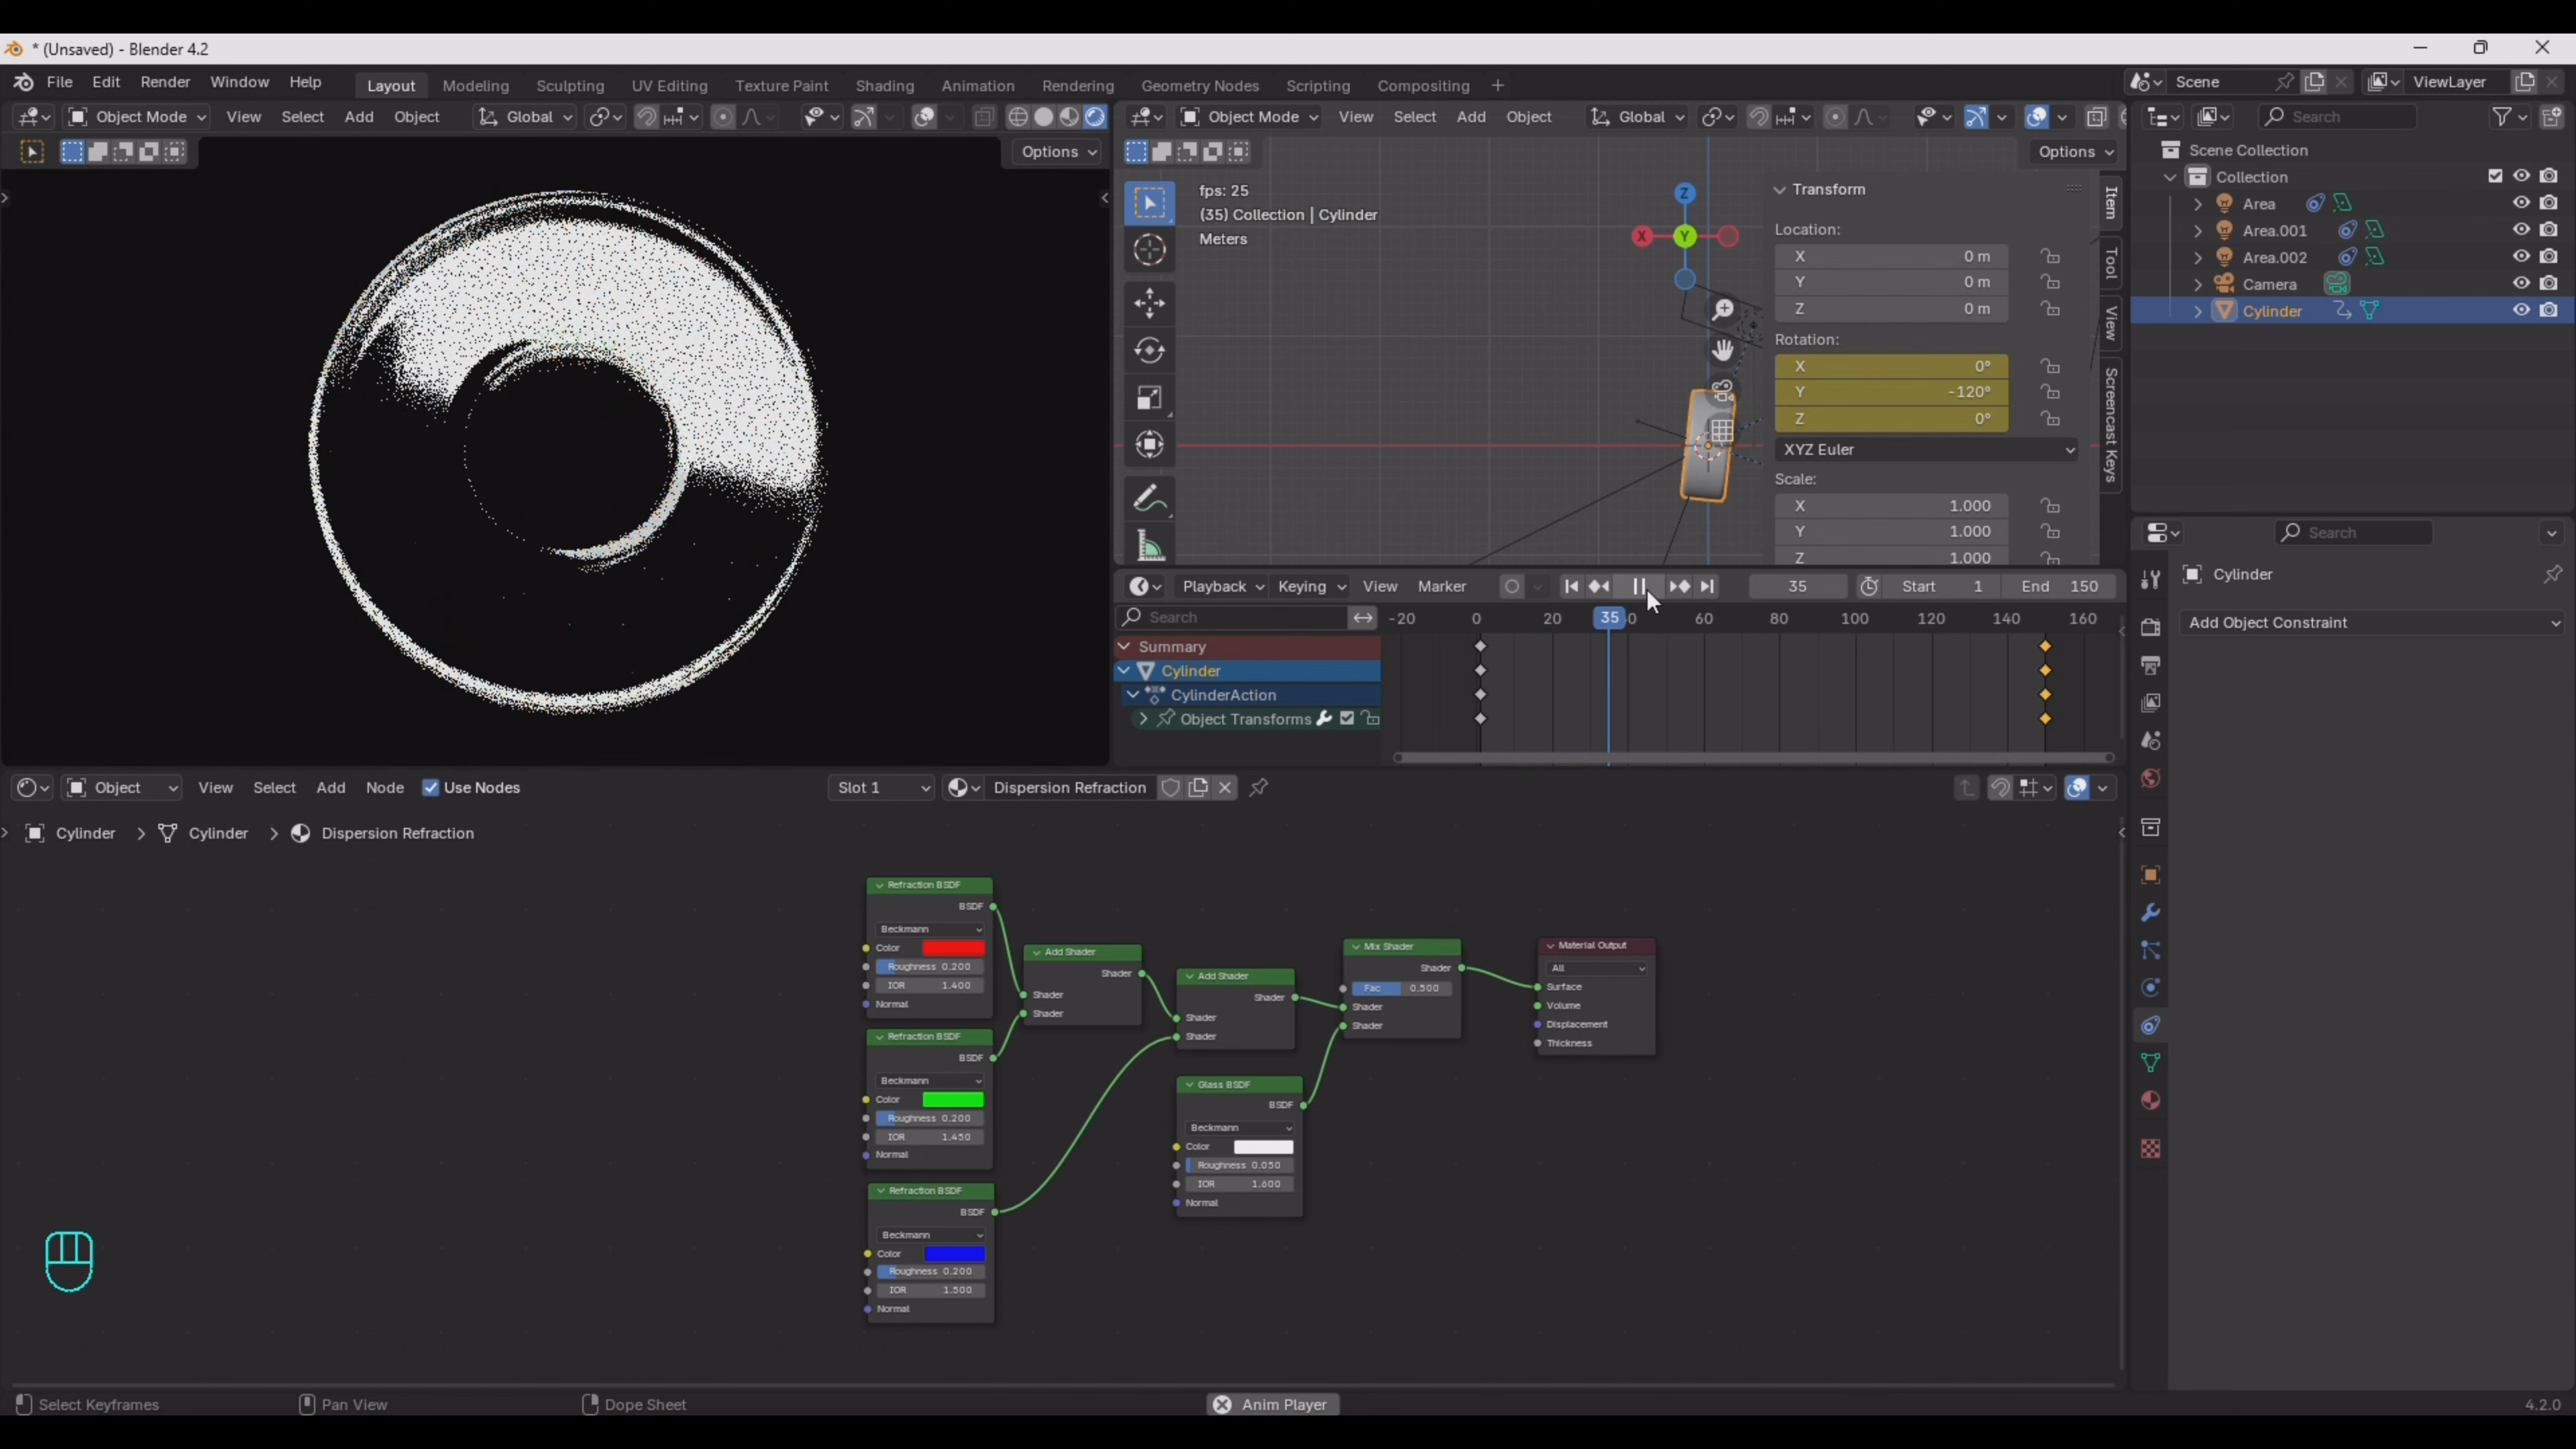 * (Unsaved) - Blender 4.2
File Edit Render Window Help Layout Modeling Sculpting UV Editing Texture Paint Shading Animation Rendering Geometry Nodes Scripting Compositing + Scene ViewLayer
Object Mode View Select Add Object Global
Options
Object Mode View Select Add Object Global
Options
fps: 25
(35) Collection | Cylinder
Meters
Z
X
Y
Transform
Location:
X 0 m
Y 0 m
Z 0 m
Rotation:
X 0°
Y -120°
Z 0°
XYZ Euler
Scale:
X 1.000
Y 1.000
Z 1.000
Item
Tool
View
Screencast Keys
Search
Scene Collection
Collection
Area
Area.001
Area.002
Camera
Cylinder
Search
Cylinder
Add Object Constraint
Playback Keying View Marker 35 Start 1 End 150
Search -20 0 20 35 60 80 100 120 140 160
Summary
Cylinder
CylinderAction
Object Transforms
Object View Select Add Node Use Nodes Slot 1 Dispersion Refraction
Cylinder > Cylinder > Dispersion Refraction
Refraction BSDF
BSDF
Beckmann
Color
Roughness 0.200
IOR 1.400
Normal
Refraction BSDF
BSDF
Beckmann
Color
Roughness 0.200
IOR 1.450
Normal
Refraction BSDF
BSDF
Beckmann
Color
Roughness 0.200
IOR 1.500
Normal
Add Shader
Shader
Shader
Shader
Add Shader
Shader
Shader
Shader
Glass BSDF
BSDF
Beckmann
Color
Roughness 0.050
IOR 1.600
Normal
Mix Shader
Shader
Fac 0.500
Shader
Shader
Material Output
All
Surface
Volume
Displacement
Thickness
Select Keyframes Pan View Dope Sheet Anim Player 4.2.0